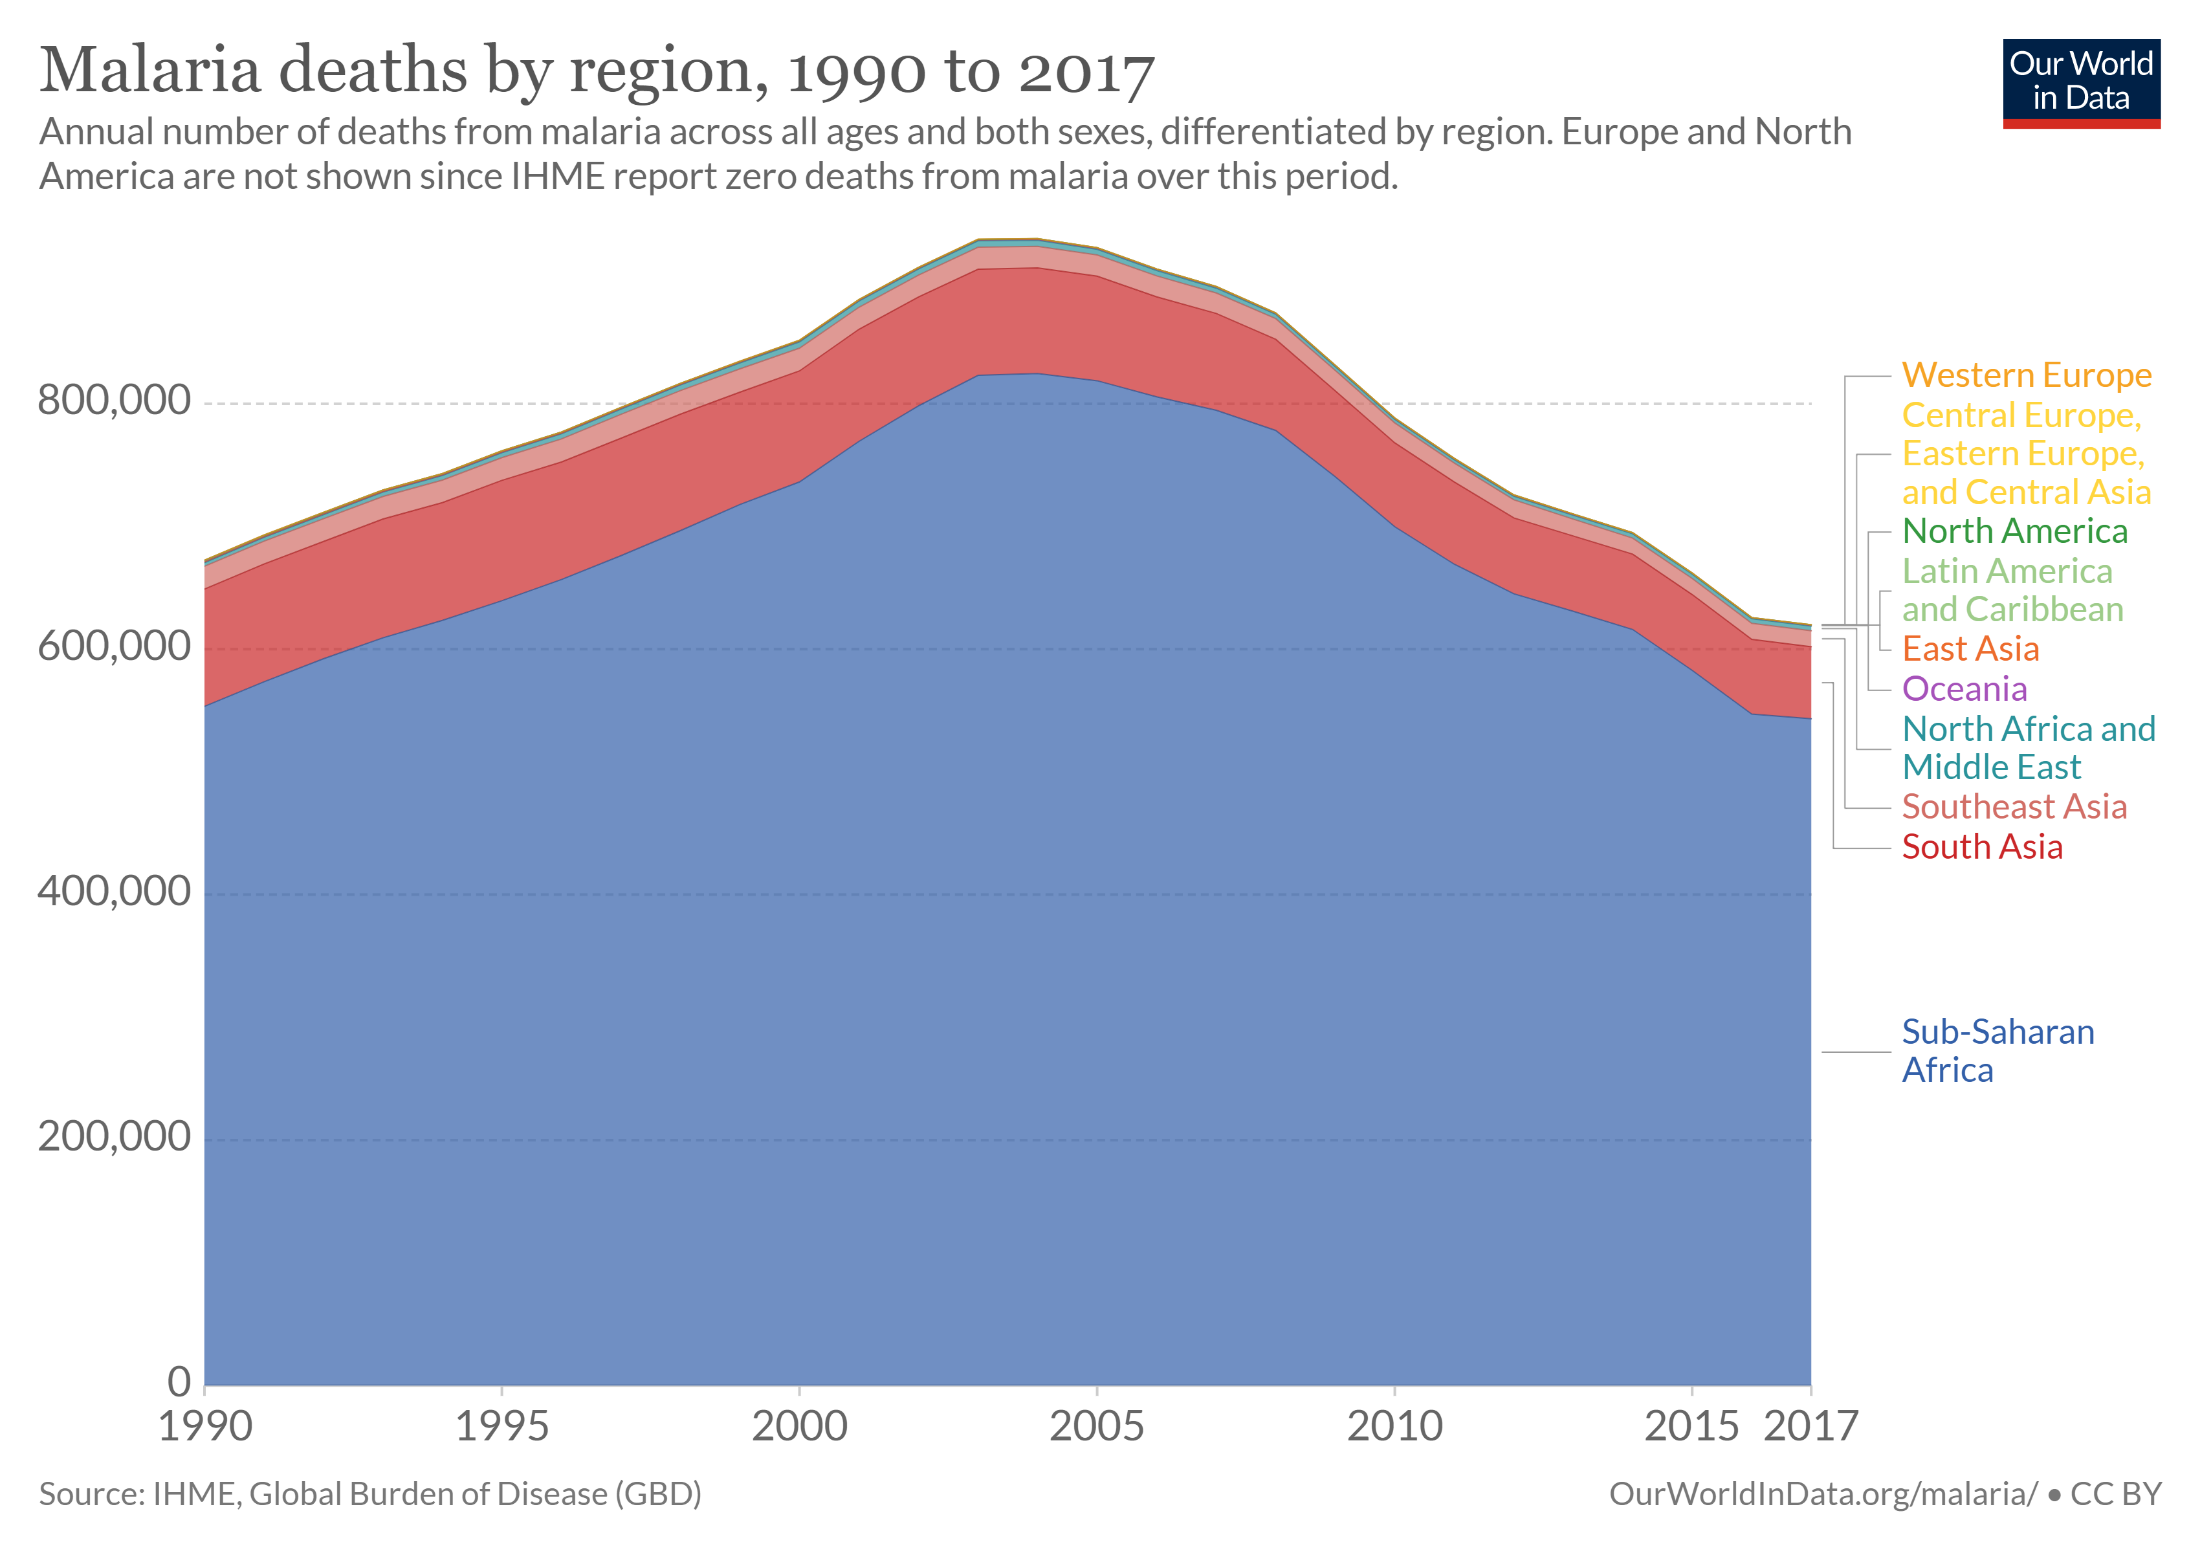 Malaria deaths by region, 1990 to 2017
Our World
in Data
Annual number of deaths from malaria across all ages and both sexes, differentiated by region. Europe and North
America are not shown since IHME report zero deaths from malaria over this period.
800,000
600,000
400,000
200,000
0
1990
1995
2000
2005
2010
2015
2017
Western Europe
Central Europe,
Eastern Europe,
and Central Asia
North America
Latin America
and Caribbean
East Asia
Oceania
North Africa and
Middle East
Southeast Asia
South Asia
Sub-Saharan
Africa
Source: IHME, Global Burden of Disease (GBD)
OurWorldInData.org/malaria/ • CC BY